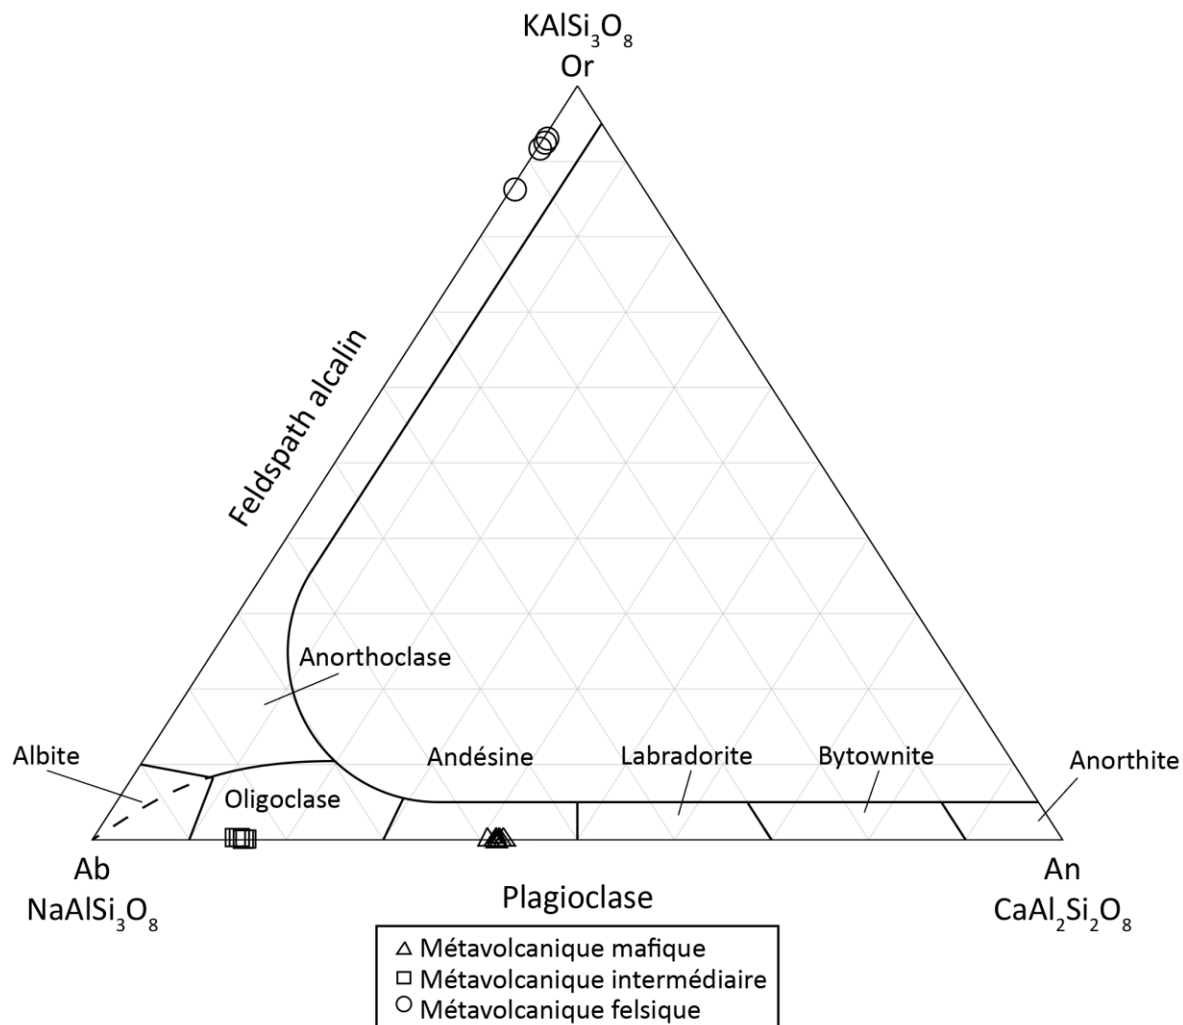 KAlSi₃O₈
Or
Feldspath alcalin
Anorthoclase
Albite
Andésine
Labradorite
Bytownite
Anorthite
Oligoclase
Ab
NaAlSi₃O₈
Plagioclase
An
CaAl₂Si₂O₈
Métavolcanique mafique
Métavolcanique intermédiaire
Métavolcanique felsique